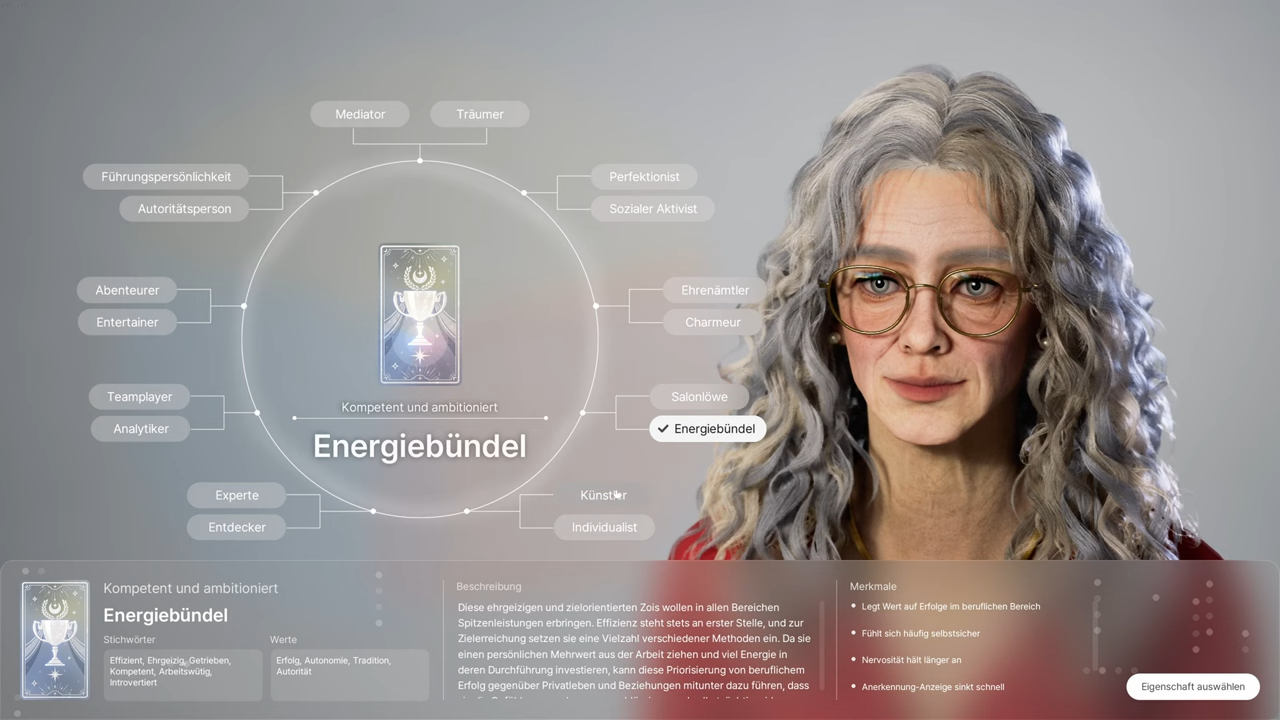 Mediator
Träumer
Führungspersönlichkeit
Autoritätsperson
Perfektionist
Sozialer Aktivist
Abenteurer
Entertainer
Ehrenämtler
Charmeur
Teamplayer
Analytiker
Salonlöwe
Energiebündel
Kompetent und ambitioniert
Energiebündel
Experte
Entdecker
Künstler
Individualist
Kompetent und ambitioniert
Energiebündel
Stichwörter
Effizient, Ehrgeizig, Getrieben,
Kompetent, Arbeitswütig,
Introvertiert
Werte
Erfolg, Autonomie, Tradition,
Autorität
Beschreibung
Diese ehrgeizigen und zielorientierten Zois wollen in allen Bereichen
Spitzenleistungen erbringen. Effizienz steht stets an erster Stelle, und zur
Zielerreichung setzen sie eine Vielzahl verschiedener Methoden ein. Da sie
einen persönlichen Mehrwert aus der Arbeit ziehen und viel Energie in
deren Durchführung investieren, kann diese Priorisierung von beruflichem
Erfolg gegenüber Privatleben und Beziehungen mitunter dazu führen, dass
Merkmale
Legt Wert auf Erfolge im beruflichen Bereich
Fühlt sich häufig selbstsicher
Nervosität hält länger an
Anerkennung-Anzeige sinkt schnell
Eigenschaft auswählen